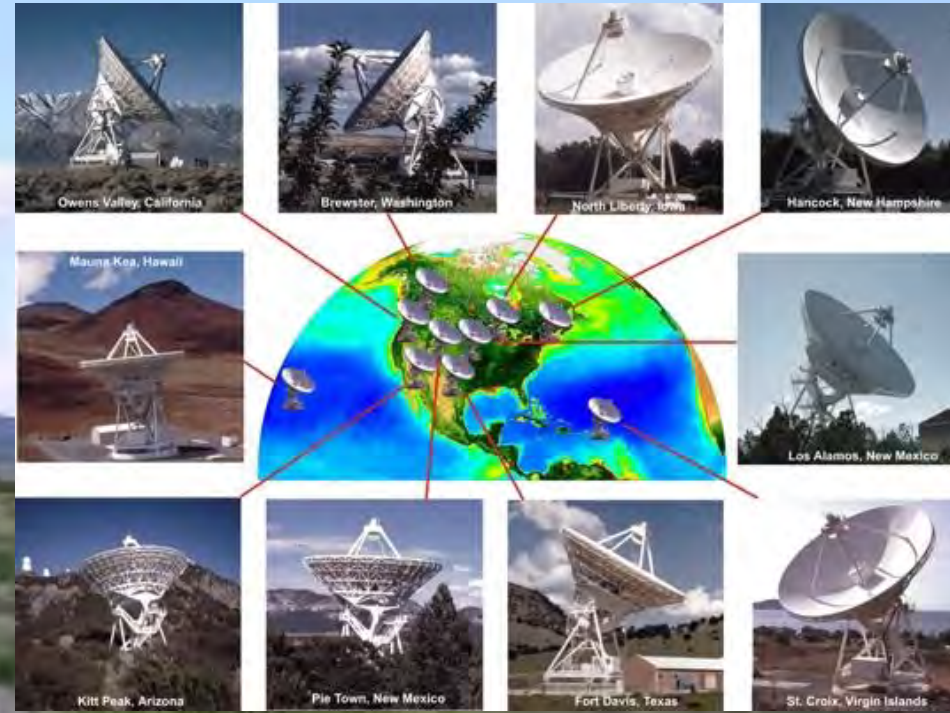 Owens Valley, California
Brewster, Washington
North Liberty, Iowa
Hancock, New Hampshire
Mauna Kea, Hawaii
Los Alamos, New Mexico
Kitt Peak, Arizona
Pie Town, New Mexico
Fort Davis, Texas
St. Croix, Virgin Islands